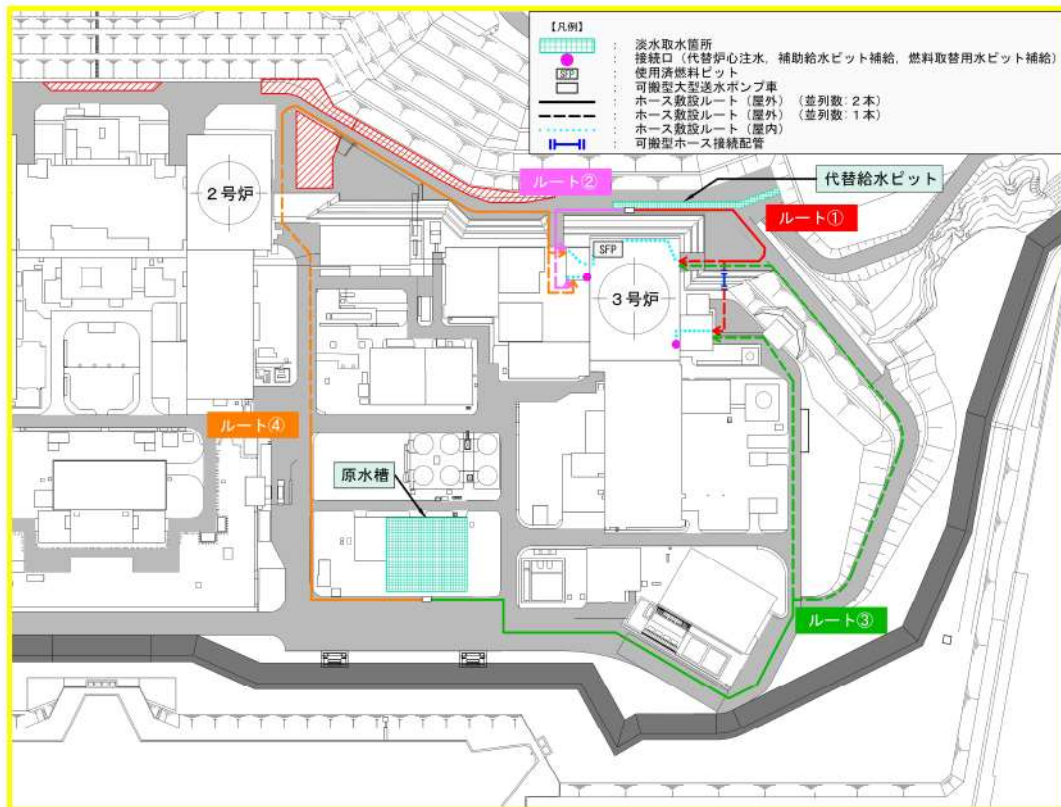 【凡例】
： 淡水取水箇所
： 接続口（代替炉心注水，補助給水ピット補給，燃料取替用水ピット補給）
SFP ： 使用済燃料ピット
： 可搬型大型送水ポンプ車
： ホース敷設ルート（屋外）（並列数：２本）
： ホース敷設ルート（屋外）（並列数：１本）
： ホース敷設ルート（屋内）
： 可搬型ホース接続配管
ルート②
代替給水ピット
２号炉
ルート①
SFP
３号炉
ルート④
原水槽
ルート③